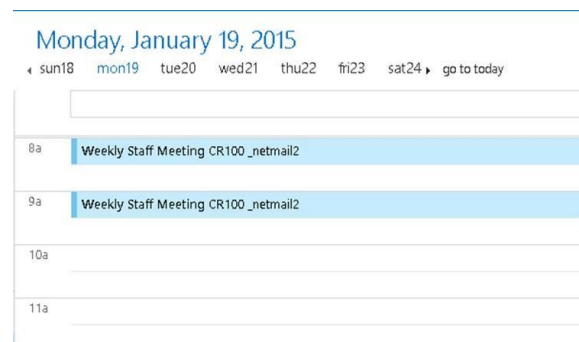 Monday, January 19, 2015
sun18 mon19 tue20 wed21 thu22 fri23 sat24 go to today
8a Weekly Staff Meeting CR100 _netmail2
9a Weekly Staff Meeting CR100 _netmail2
10a
11a